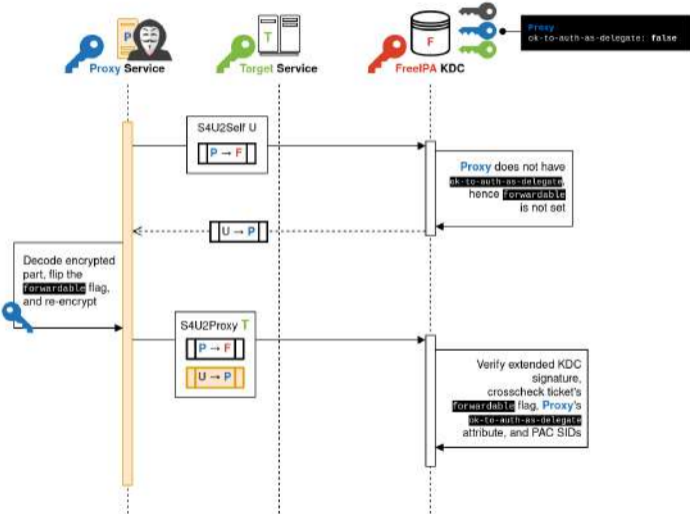 P
T
F
Proxy Service
Target Service
FreeIPA KDC
Proxy
ok-to-auth-as-delegate: false
S4U2Self U
P → F
Proxy does not have
ok-to-auth-as-delegate,
hence forwardable
is not set
U → P
Decode encrypted
part, flip the
forwardable flag,
and re-encrypt
S4U2Proxy T
P → F
U → P
Verify extended KDC
signature,
crosscheck ticket's
forwardable flag, Proxy's
ok-to-auth-as-delegate
attribute, and PAC SIDs